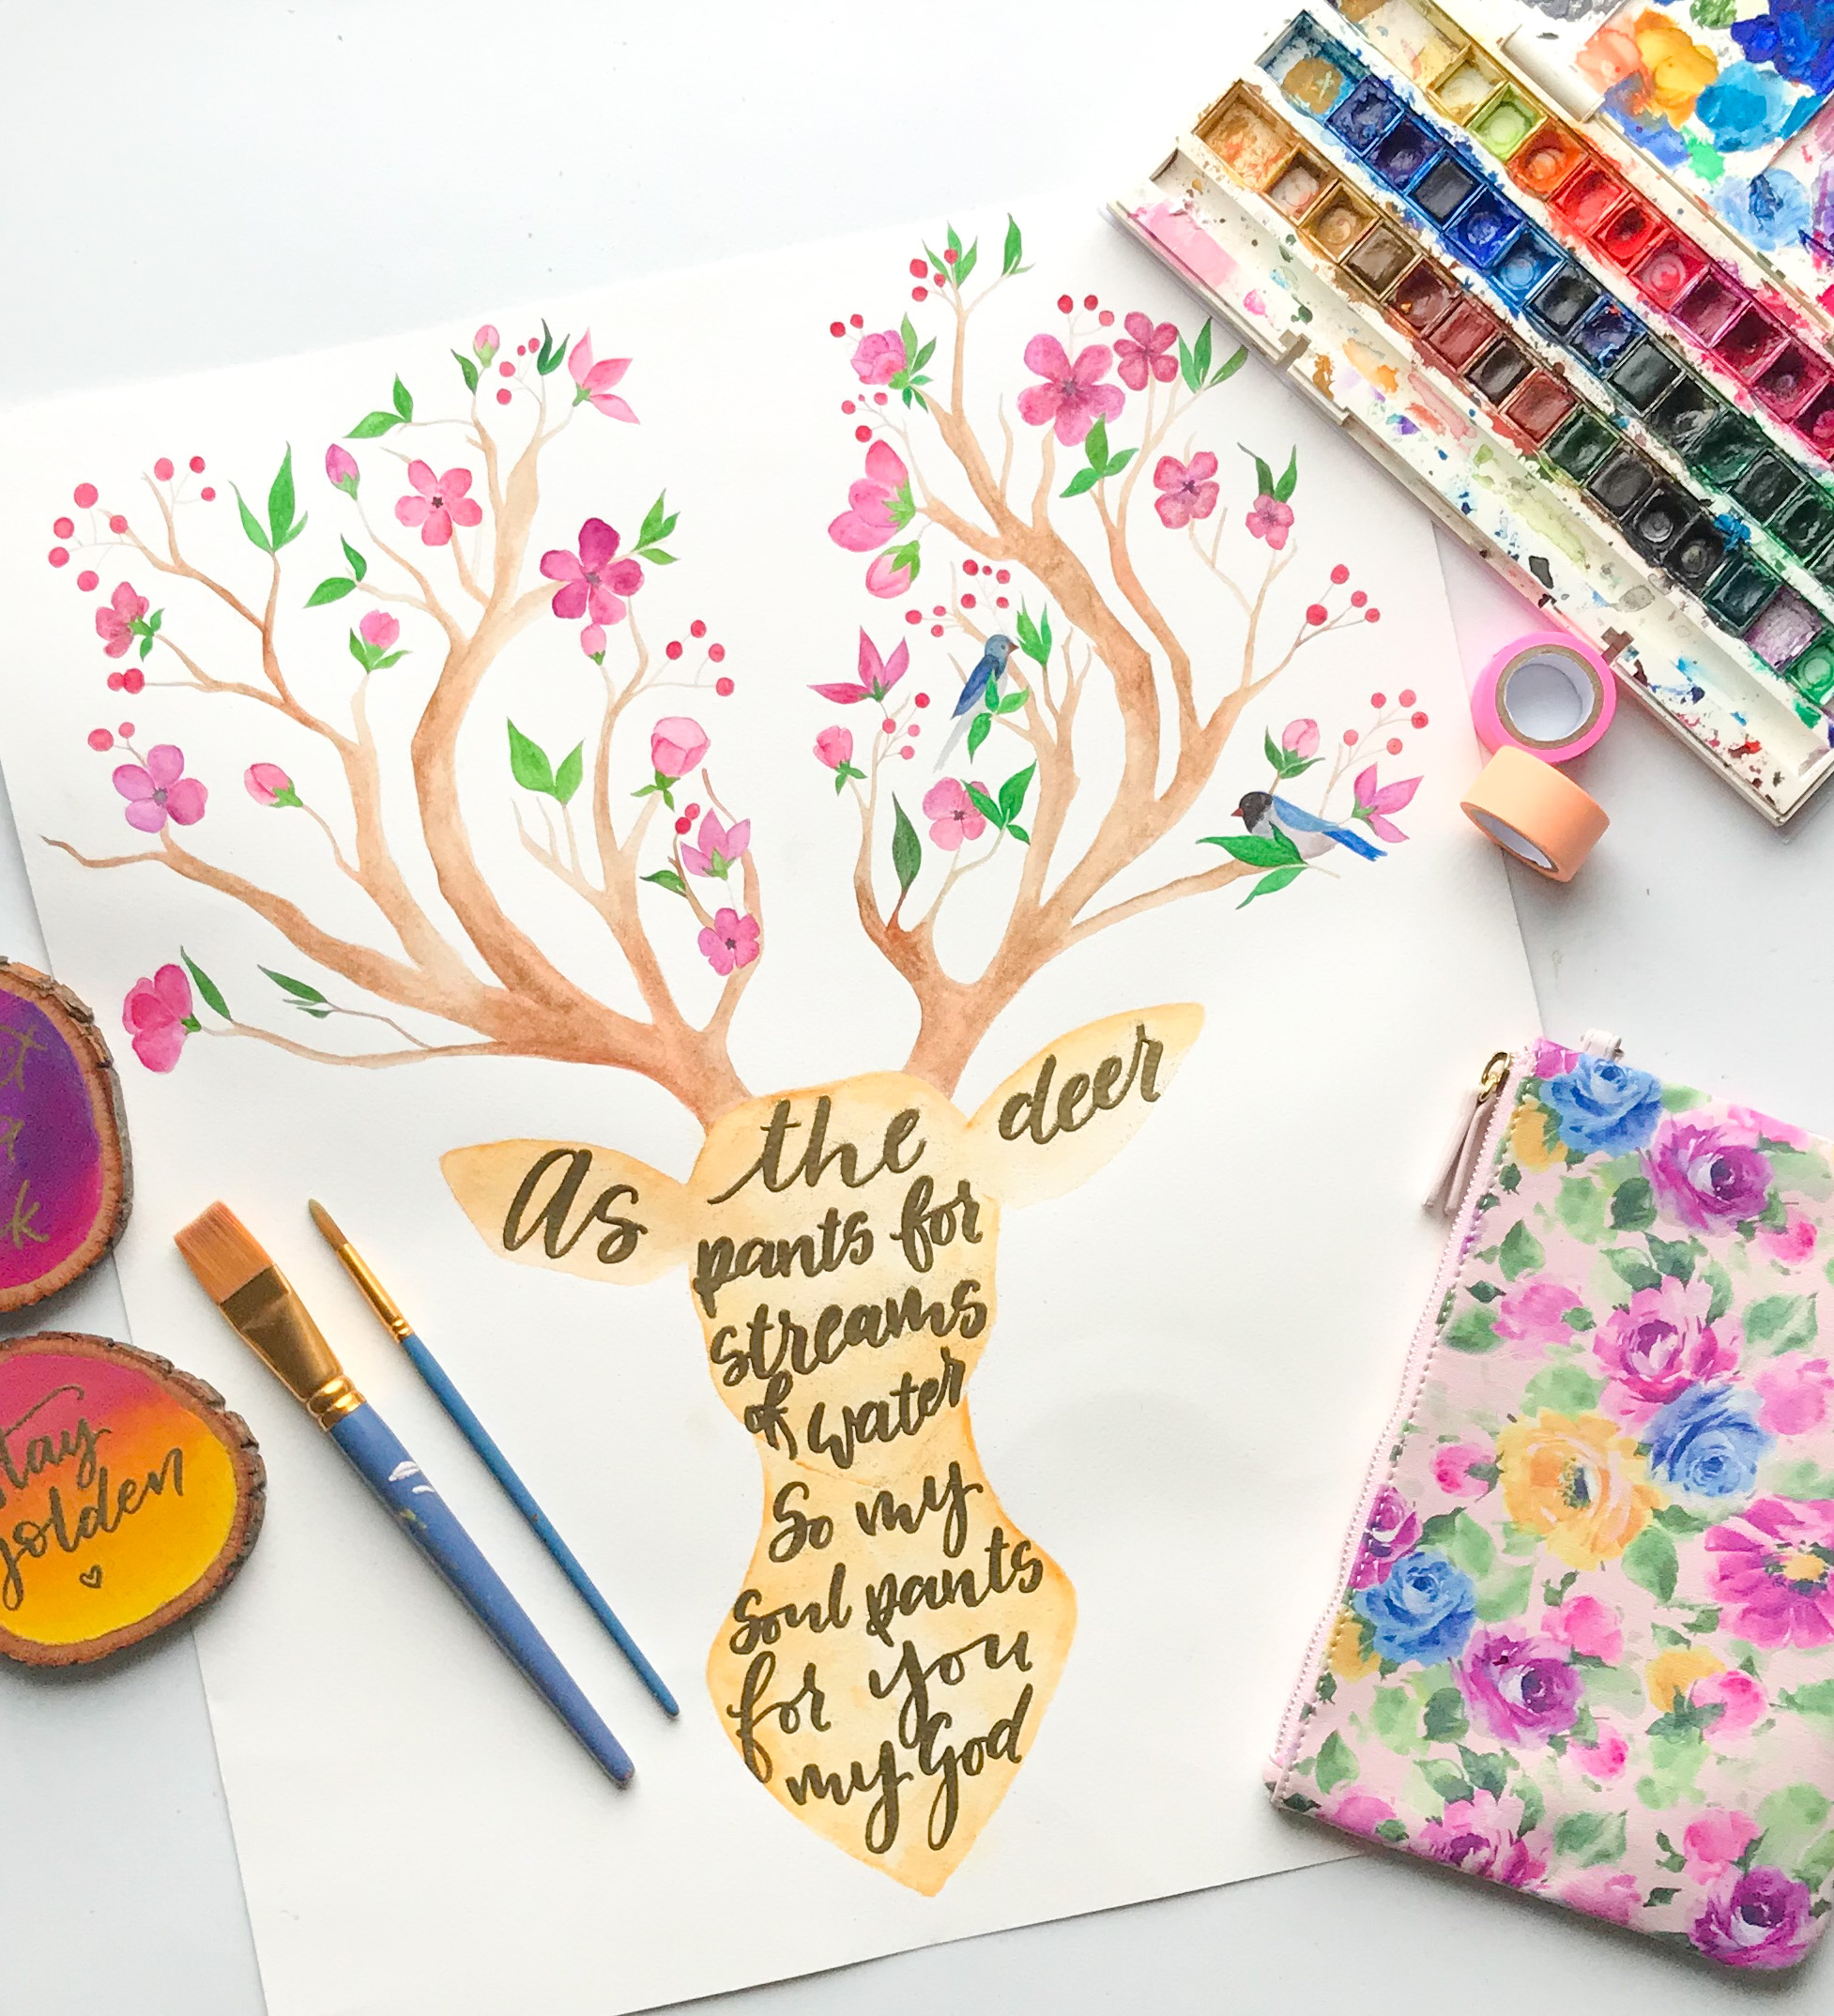 As the deer
pants for
streams
of water
So my
soul pants
for you
my God
stay
golden